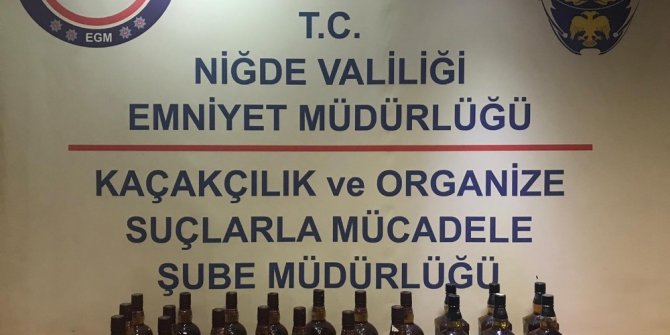 EGM
T.C.
NİĞDE VALİLİĞİ
EMNİYET MÜDÜRLÜĞÜ
KAÇAKÇILIK ve ORGANİZE
SUÇLARLA MÜCADELE
ŞUBE MÜDÜRLÜĞÜ